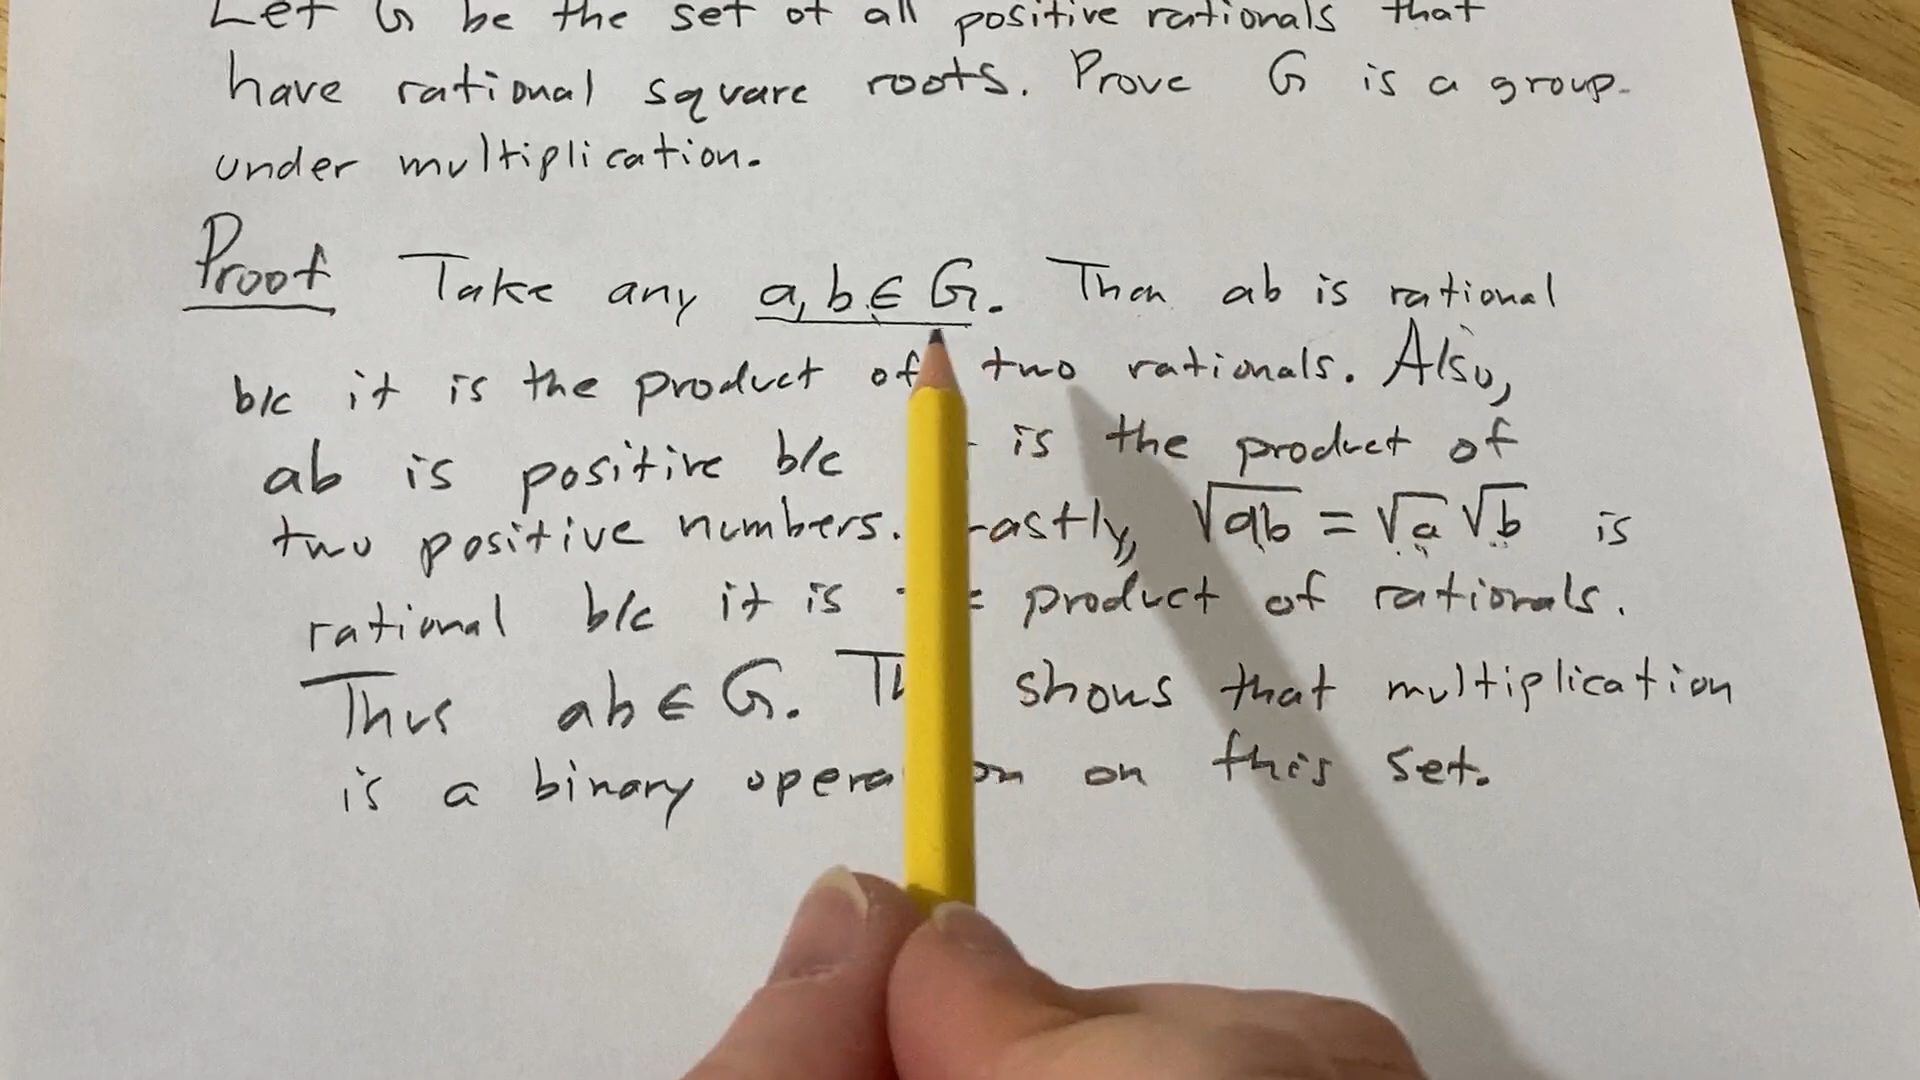 Let G be the set of all positive rationals that
have rational square roots. Prove G is a group
under multiplication.
Proof Take any a, b ∈ G. Then ab is rational
b/c it is the product of two rationals. Also,
ab is positive b/c is the product of
two positive numbers. Lastly, √ab = √a √b is
rational b/c it is product of rationals.
Thus ab ∈ G. shows that multiplication
is a binary operation on this set.